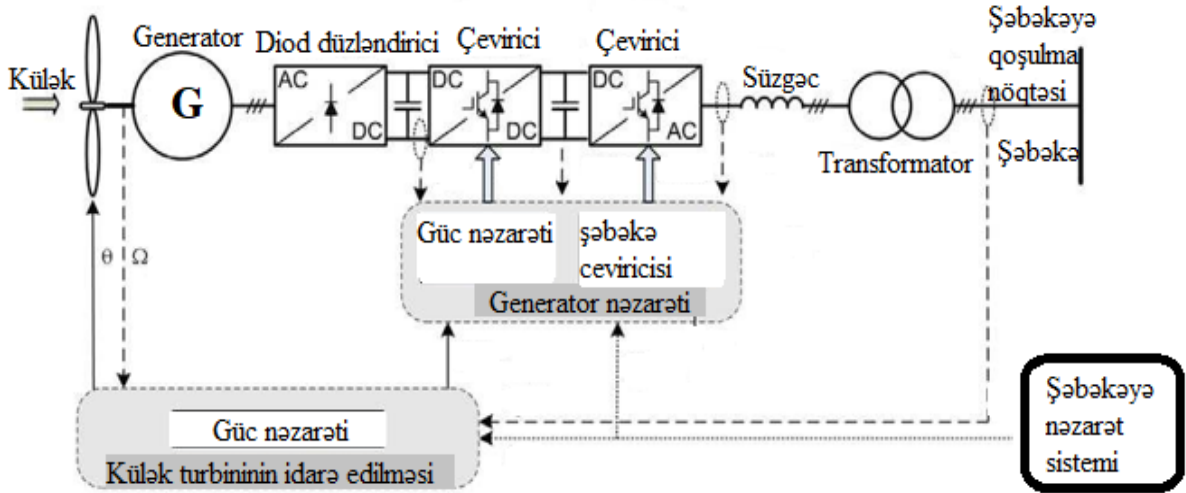 Külək
Generator
G
Diod düzləndirici
AC
DC
Çevirici
DC
DC
Çevirici
DC
AC
Süzgəc
Transformator
Şəbəkəyə
qoşulma
nöqtəsi
Şəbəkə
θ
Ω
Güc nəzarəti
şəbəkə
ceviricisi
Generator nəzarəti
Güc nəzarəti
Külək turbininin idarə edilməsi
Şəbəkəyə
nəzarət
sistemi